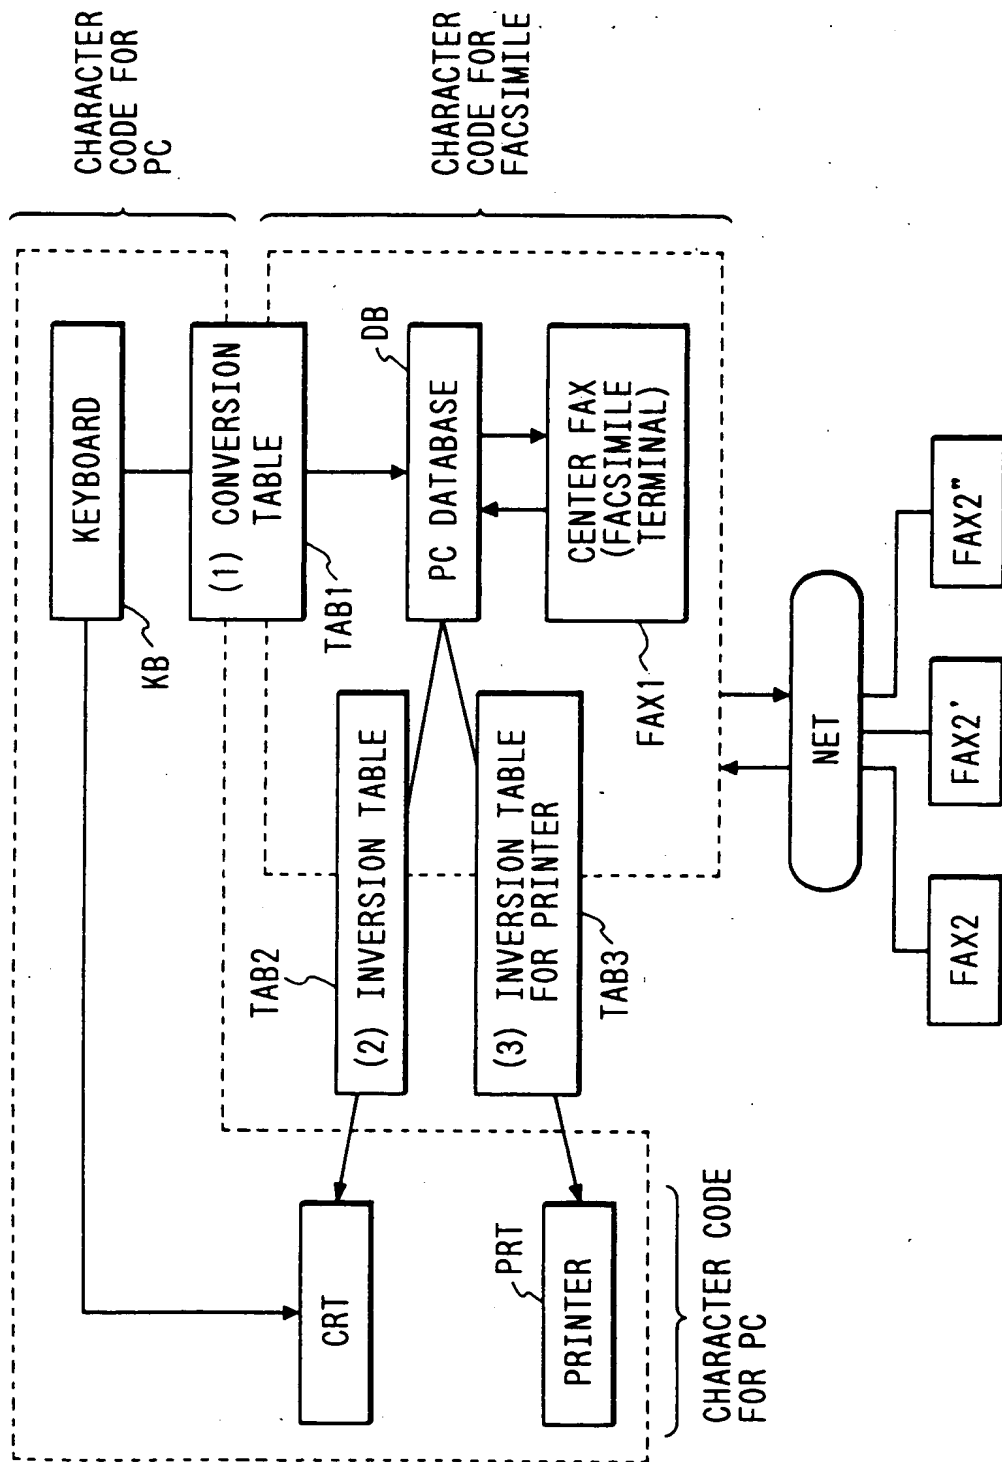 CHARACTER
CODE FOR
PC
CHARACTER
CODE FOR
FACSIMILE
KEYBOARD
KB
(1) CONVERSION
TABLE
TAB1
DB
PC DATABASE
CENTER FAX
(FACSIMILE
TERMINAL)
FAX1
TAB2
(2) INVERSION TABLE
(3) INVERSION TABLE
FOR PRINTER
TAB3
CRT
PRT
PRINTER
CHARACTER CODE
FOR PC
NET
FAX2
FAX2'
FAX2"